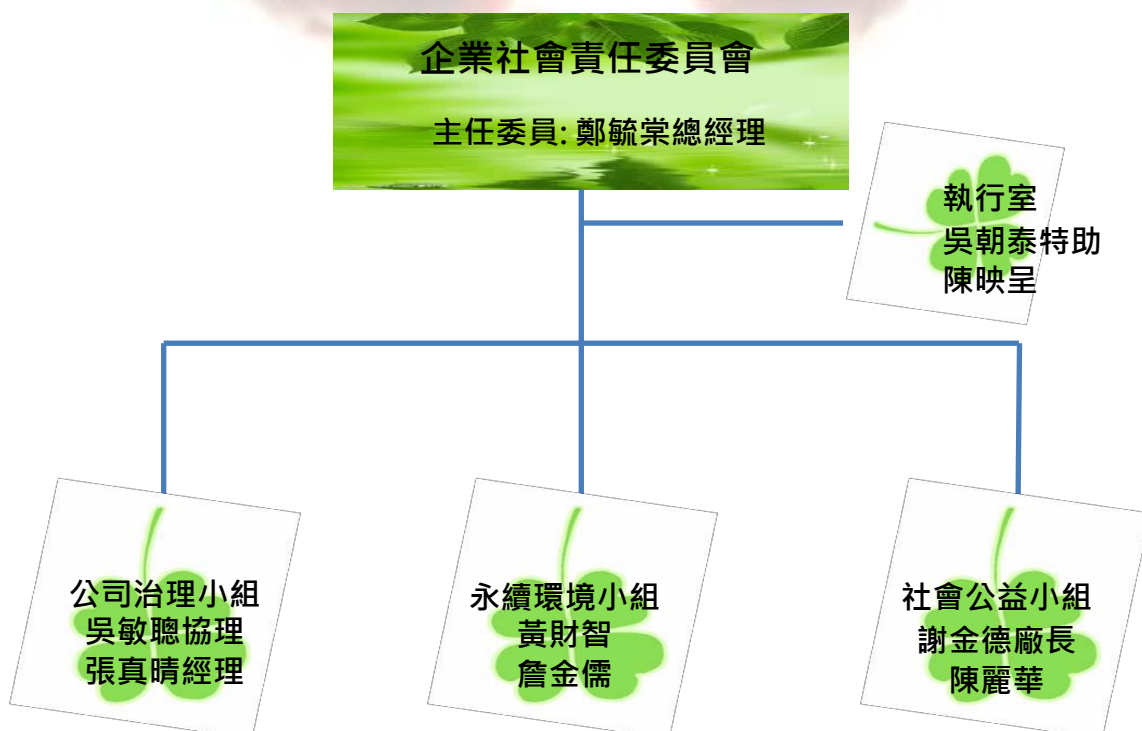 企業社會責任委員會
主任委員: 鄭毓棠總經理
執行室
吳朝泰特助
陳映呈
公司治理小組
吳敏聰協理
張真晴經理
永續環境小組
黃財智
詹金儒
社會公益小組
謝金德廠長
陳麗華